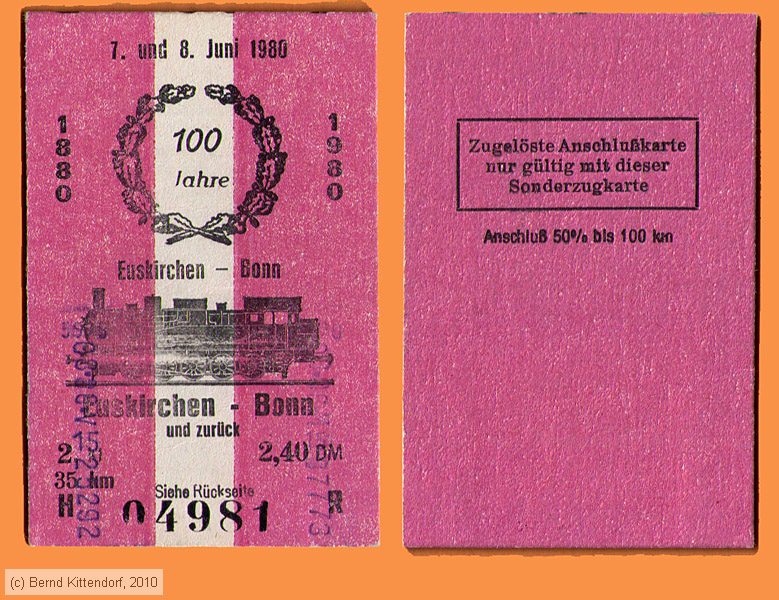 7. und 8. Juni 1980
1880
1980
100
Jahre
Euskirchen – Bonn
Euskirchen - Bonn
und zurück
2,40 DM
35 km
Siehe Rückseite
H
R
04981
Zugelöste Anschlußkarte
nur gültig mit dieser
Sonderzugkarte
Anschluß 50% bis 100 km
(c) Bernd Kittendorf, 2010